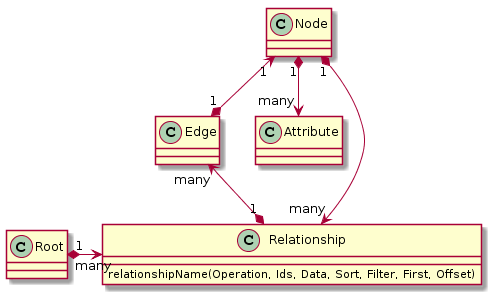 C Node
1 1 1
1 many
C Edge C Attribute
many many
1
C Relationship
C Root 1
many relationshipName(Operation, Ids, Data, Sort, Filter, First, Offset)